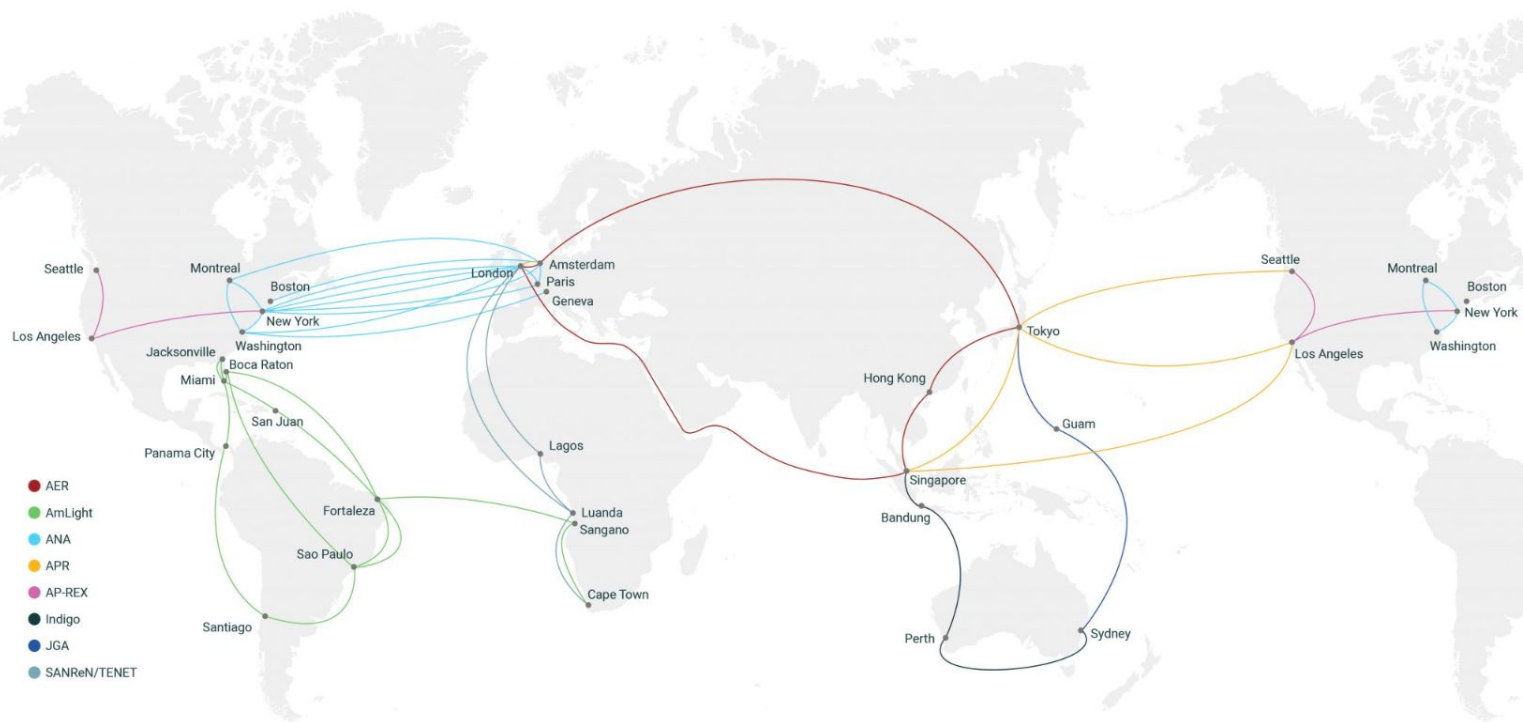 Seattle
Montreal
Boston
New York
Los Angeles
Washington
Jacksonville
Boca Raton
Miami
San Juan
Panama City
Fortaleza
Sao Paulo
Santiago
London
Amsterdam
Paris
Geneva
Lagos
Luanda
Sangano
Cape Town
Tokyo
Hong Kong
Guam
Singapore
Bandung
Perth
Sydney
Seattle
Montreal
Boston
New York
Los Angeles
Washington
AER
AmLight
ANA
APR
AP-REX
Indigo
JGA
SANReN/TENET